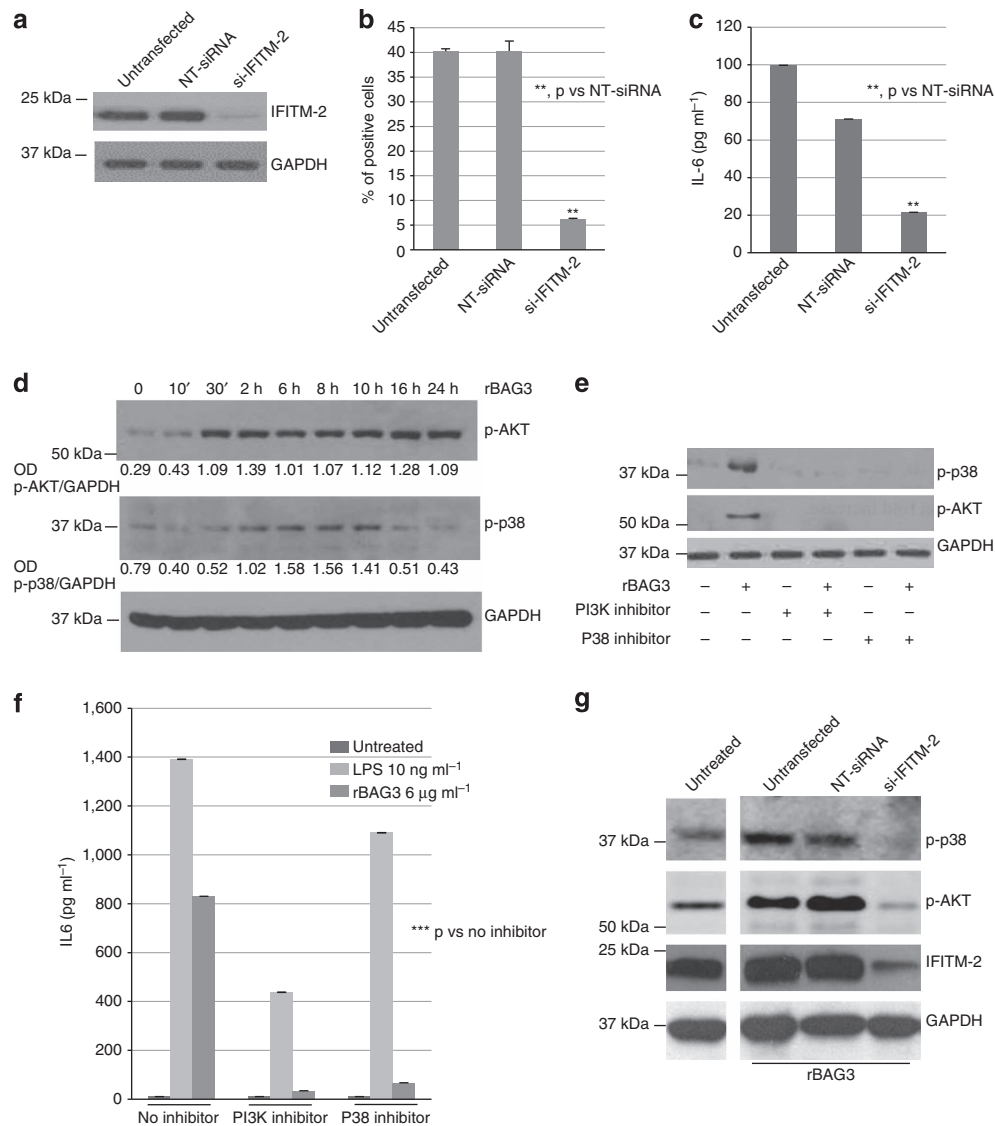 a
Untransfected
NT-siRNA
si-IFITM-2
25 kDa
IFITM-2
37 kDa
GAPDH
b
% of positive cells
45
40
35
30
25
20
15
10
5
0
**, p vs NT-siRNA
**
Untransfected
NT-siRNA
si-IFITM-2
c
IL-6 (pg ml⁻¹)
120
100
80
60
40
20
0
**, p vs NT-siRNA
**
Untransfected
NT-siRNA
si-IFITM-2
d
0 10′ 30′ 2 h 6 h 8 h 10 h 16 h 24 h rBAG3
p-AKT
50 kDa
OD 0.29 0.43 1.09 1.39 1.01 1.07 1.12 1.28 1.09
p-AKT/GAPDH
37 kDa
p-p38
OD 0.79 0.40 0.52 1.02 1.58 1.56 1.41 0.51 0.43
p-p38/GAPDH
37 kDa
GAPDH
e
37 kDa
p-p38
50 kDa
p-AKT
37 kDa
GAPDH
rBAG3 – + – + – +
PI3K inhibitor – – + + – –
P38 inhibitor – – – – + +
f
IL6 (pg ml⁻¹)
1,600
1,400
1,200
1,000
800
600
400
200
0
Untreated
LPS 10 ng ml⁻¹
rBAG3 6 μg ml⁻¹
*** p vs no inhibitor
No inhibitor PI3K inhibitor P38 inhibitor
g
Untreated
Untransfected
NT-siRNA
si-IFITM-2
37 kDa
p-p38
p-AKT
50 kDa
25 kDa
IFITM-2
37 kDa
GAPDH
rBAG3